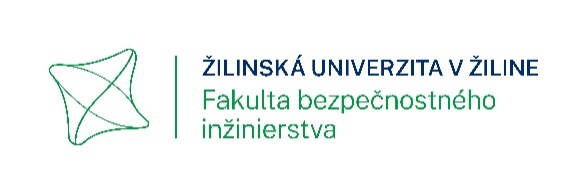 ŽILINSKÁ UNIVERZITA V ŽILINE
Fakulta bezpečnostného
inžinierstva